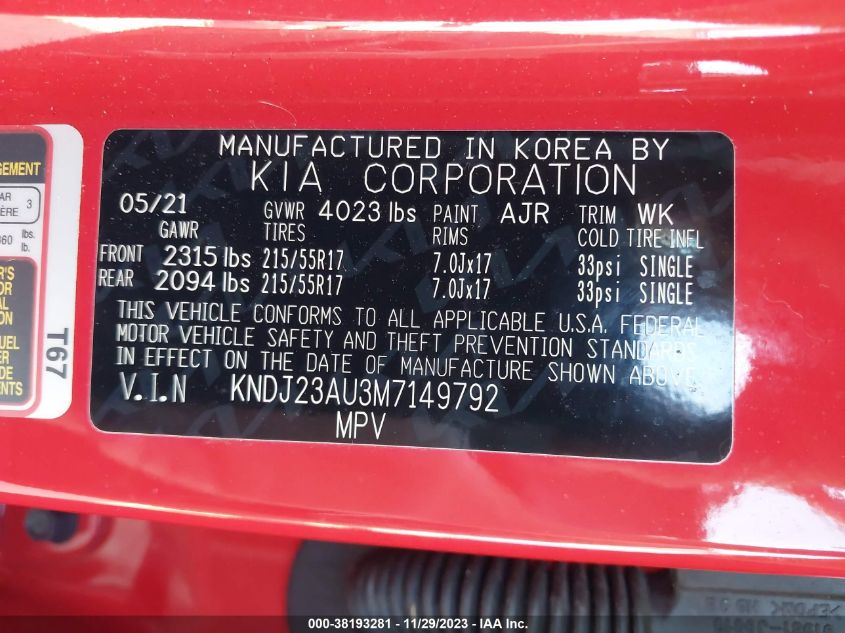 MANUFACTURED IN KOREA BY
KIA CORPORATION
05/21 GVWR 4023 lbs PAINT AJR TRIM WK
GAWR TIRES RIMS COLD TIRE INFL
FRONT 2315 lbs 215/55R17 7.0Jx17 33psi SINGLE
REAR 2094 lbs 215/55R17 7.0Jx17 33psi SINGLE
THIS VEHICLE CONFORMS TO ALL APPLICABLE U.S.A. FEDERAL
MOTOR VEHICLE SAFETY AND THEFT PREVENTION STANDARDS
IN EFFECT ON THE DATE OF MANUFACTURE SHOWN ABOVE.
V.I.N KNDJ23AU3M7149792
MPV
T67
000-38193281 - 11/29/2023 - IAAI.com